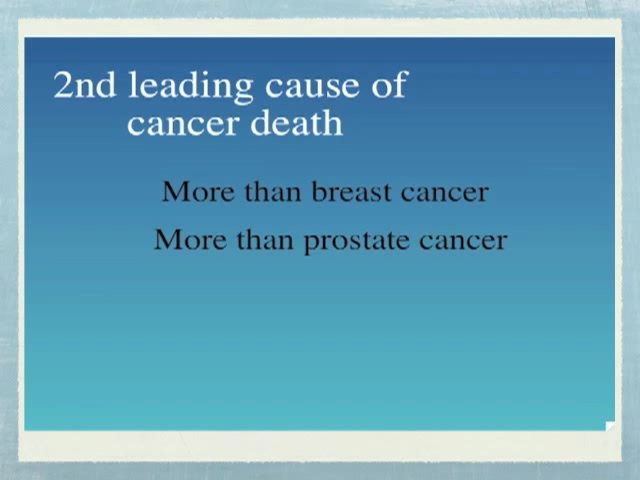 2nd leading cause of
cancer death
More than breast cancer
More than prostate cancer